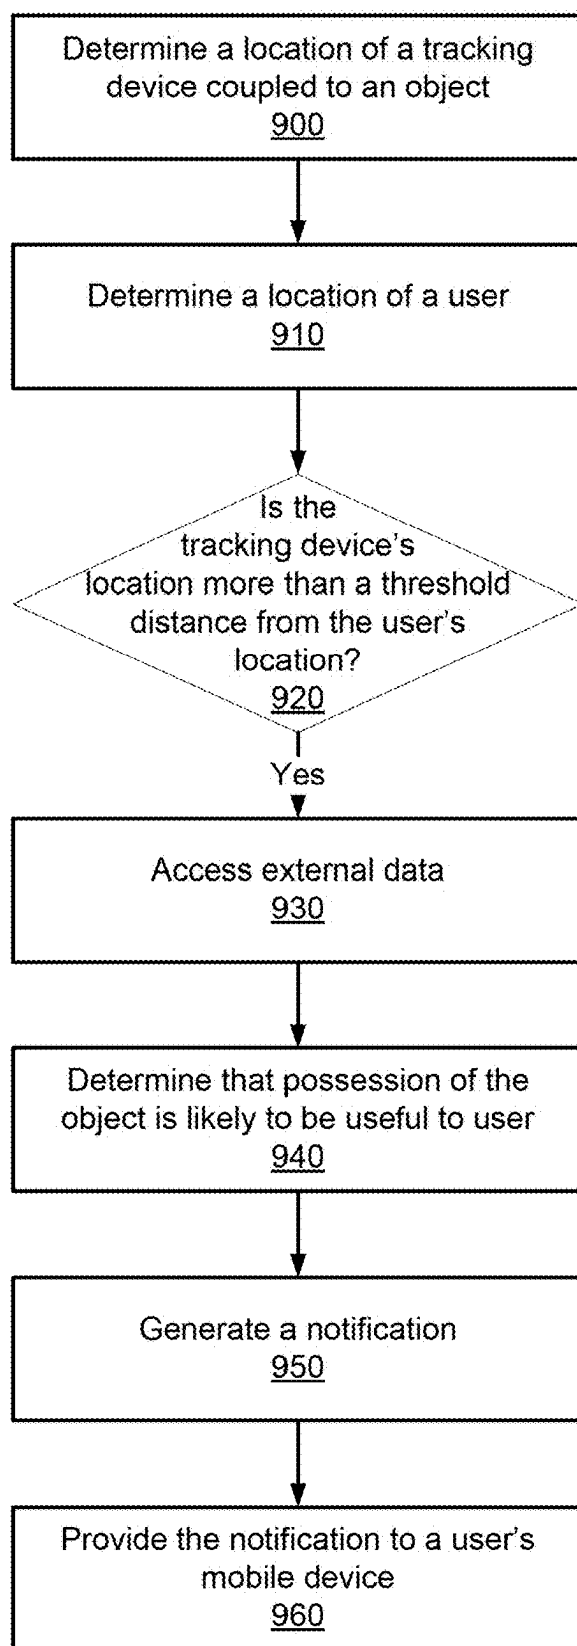 Determine a location of a tracking
device coupled to an object
900
Determine a location of a user
910
Is the
tracking device's
location more than a threshold
distance from the user's
location?
920
Yes
Access external data
930
Determine that possession of the
object is likely to be useful to user
940
Generate a notification
950
Provide the notification to a user's
mobile device
960